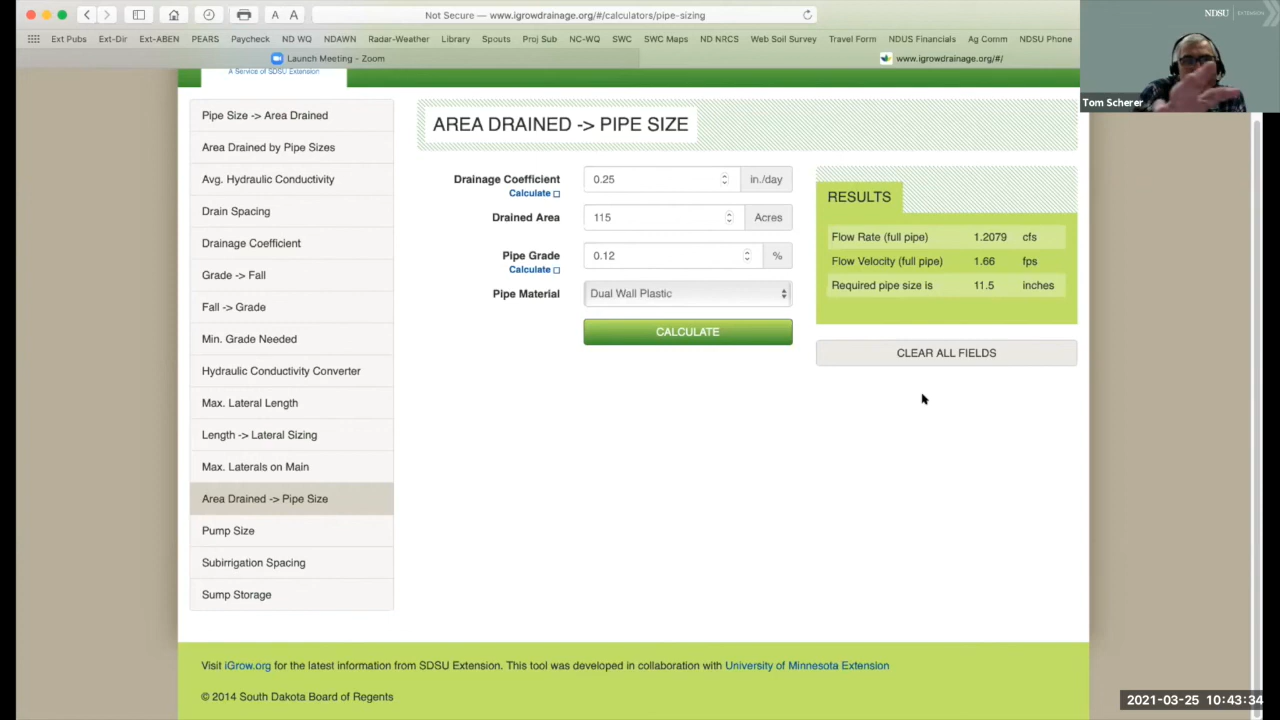 Not Secure — www.igrowdrainage.org/#/calculators/pipe-sizing
NDSU EXTENSION
Ext Pubs Ext-Dir Ext-ABEN PEARS Paycheck ND WQ NDAWN Radar-Weather Library Spouts Proj Sub NC-WQ SWC SWC Maps ND NRCS Web Soil Survey Travel Form NDUS Financials Ag Comm NDSU Phone
Launch Meeting - Zoom www.igrowdrainage.org/#/
A Service of SDSU Extension
Tom Scherer
Pipe Size -> Area Drained
Area Drained by Pipe Sizes
Avg. Hydraulic Conductivity
Drain Spacing
Drainage Coefficient
Grade -> Fall
Fall -> Grade
Min. Grade Needed
Hydraulic Conductivity Converter
Max. Lateral Length
Length -> Lateral Sizing
Max. Laterals on Main
Area Drained -> Pipe Size
Pump Size
Subirrigation Spacing
Sump Storage
AREA DRAINED -> PIPE SIZE
Drainage Coefficient 0.25 in./day
Calculate
Drained Area 115 Acres
Pipe Grade 0.12 %
Calculate
Pipe Material Dual Wall Plastic
CALCULATE
RESULTS
Flow Rate (full pipe) 1.2079 cfs
Flow Velocity (full pipe) 1.66 fps
Required pipe size is 11.5 inches
CLEAR ALL FIELDS
Visit iGrow.org for the latest information from SDSU Extension. This tool was developed in collaboration with University of Minnesota Extension
© 2014 South Dakota Board of Regents
2021-03-25 10:43:34